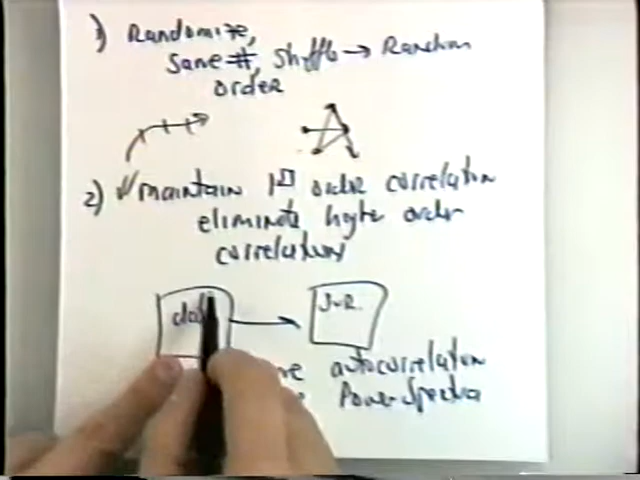 1) Randomize,
Same #, Shuffle → Random
order
2) maintain 1st order correlation
eliminate higher order
correlations
data → Sur.
autocorrelation
Power Spectra